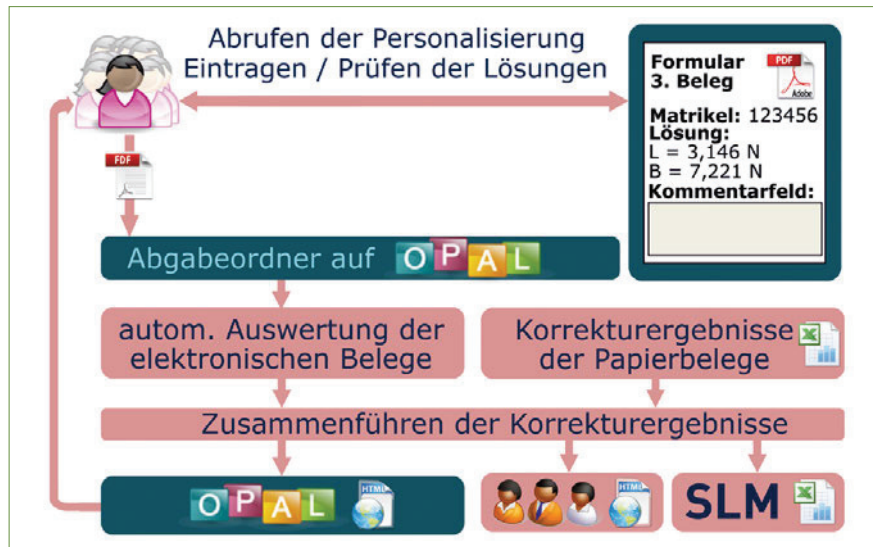 Abrufen der Personalisierung
Eintragen / Prüfen der Lösungen
Formular
3. Beleg
PDF
Adobe
Matrikel: 123456
Lösung:
L = 3,146 N
B = 7,221 N
Kommentarfeld:
PDF
Abgabeordner auf OPAL
autom. Auswertung der
elektronischen Belege
Korrekturergebnisse
der Papierbelege
Zusammenführen der Korrekturergebnisse
OPAL HTML
HTML
SLM